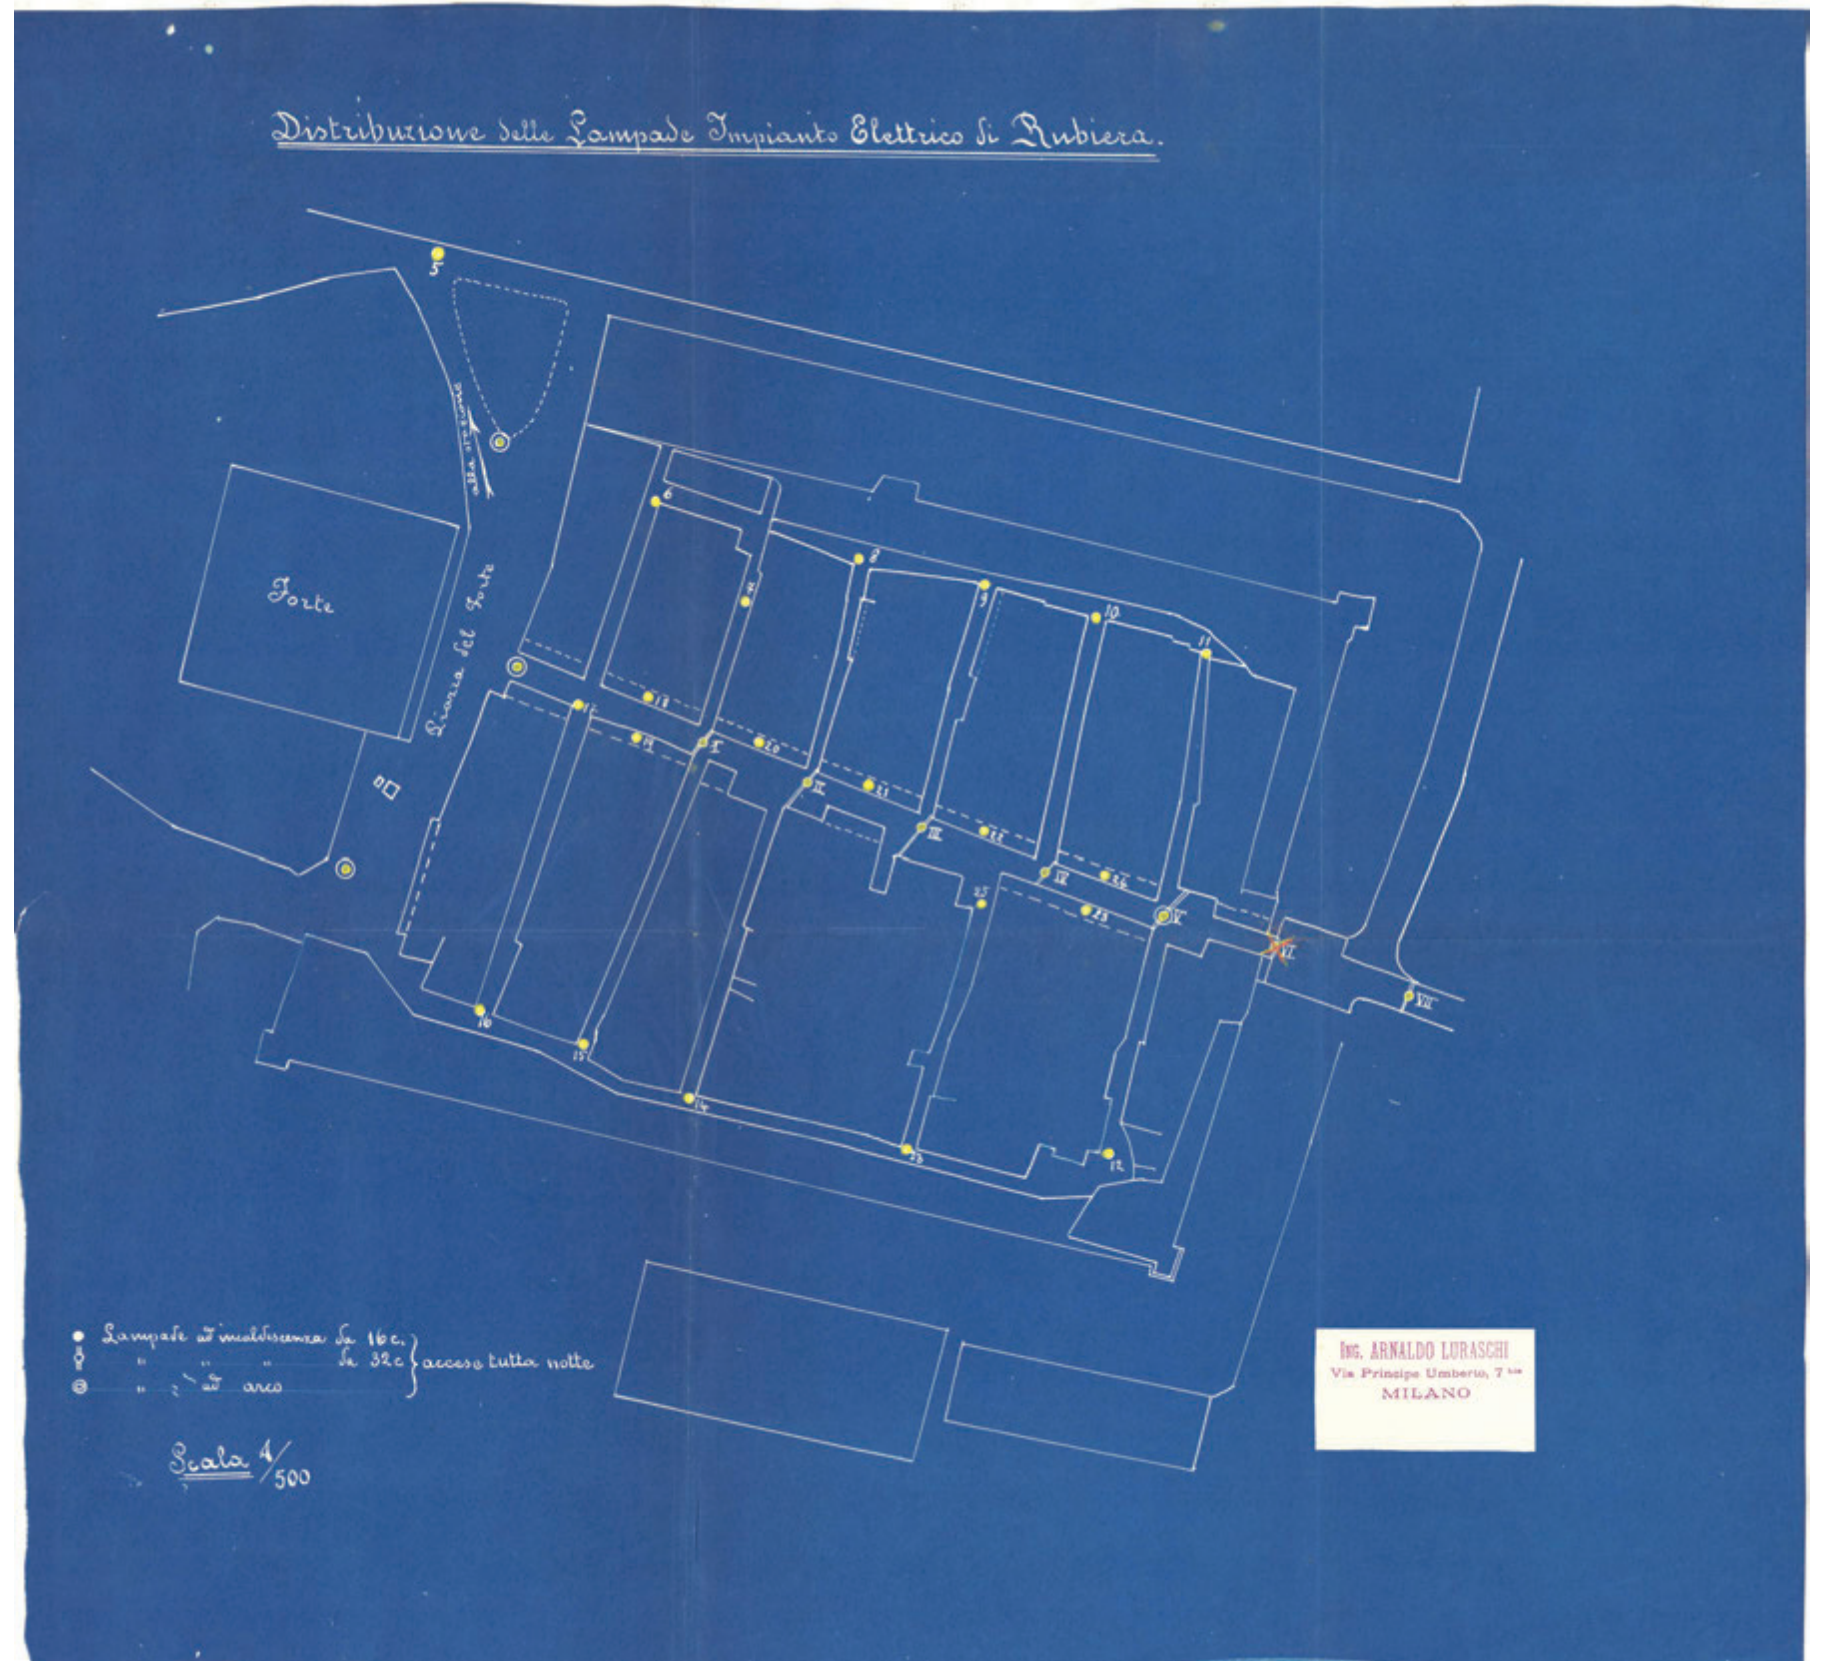 Distribuzione delle Lampade Impianto Elettrico di Rubiera.
5
alla stazione
6
8
Forte
Piazza del Forte
7
9
10
11
18
17
19
I
20
II
21
III
22
IV
24
25
23
V
VI
VII
16
15
14
13
12
Lampade ad incaldiscenza da 16 c.
" " " da 32 c
accese tutta notte
" " ad arco
Scala 1/500
ING. ARNALDO LURASCHI
Via Principe Umberto, 7 bis
MILANO